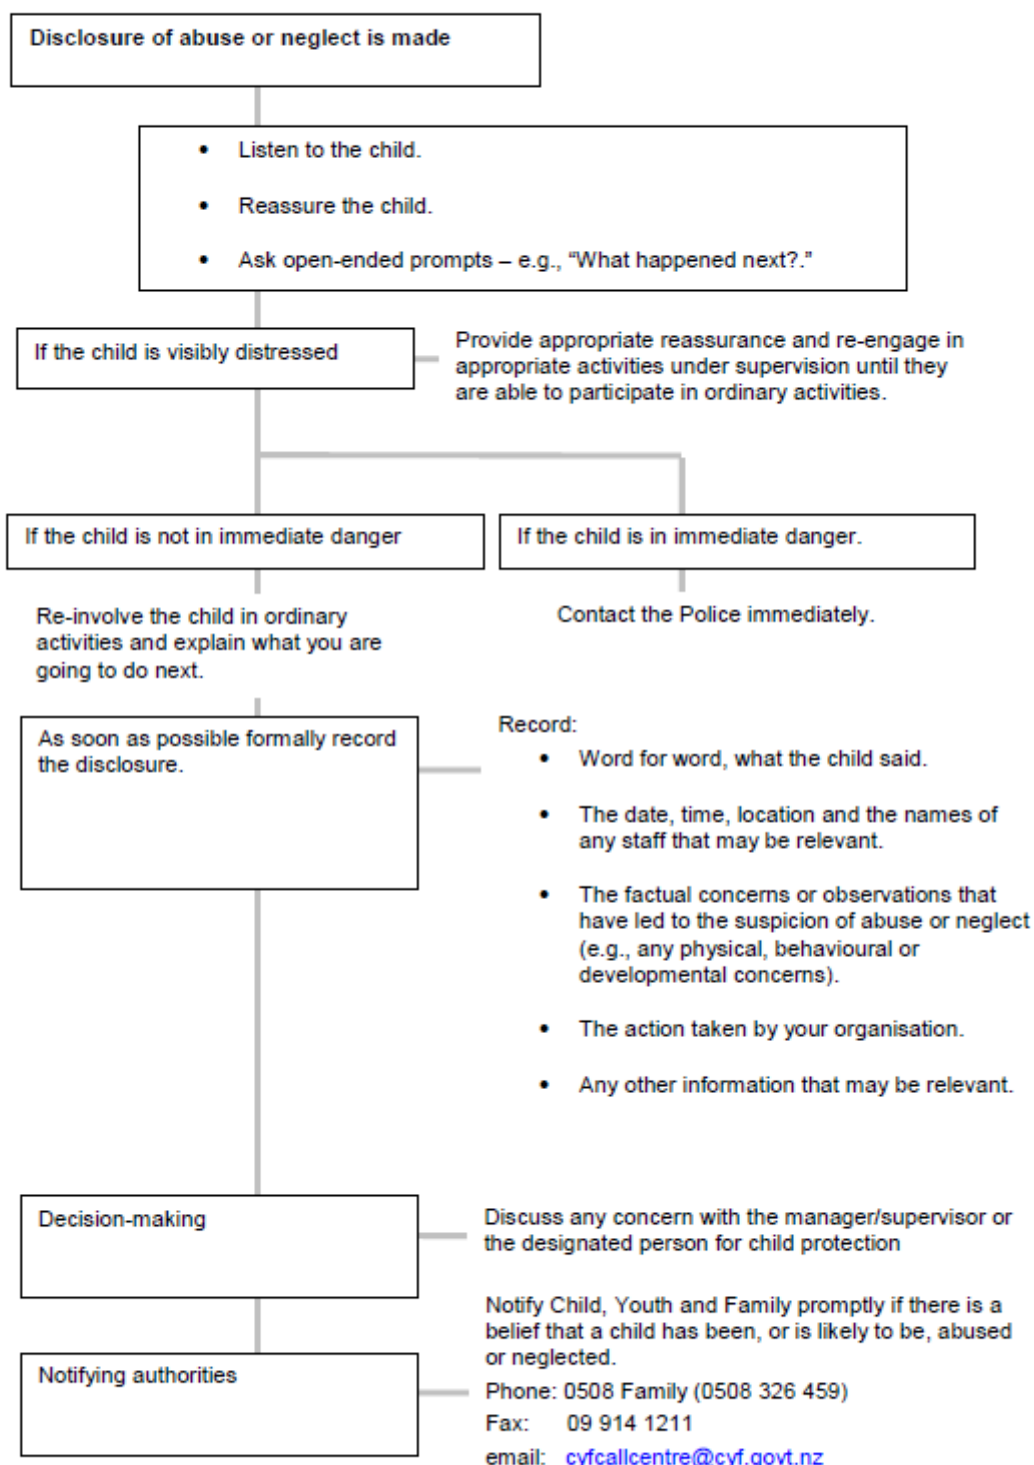 Disclosure of abuse or neglect is made
• Listen to the child.
• Reassure the child.
• Ask open-ended prompts – e.g., “What happened next?.”
If the child is visibly distressed
Provide appropriate reassurance and re-engage in
appropriate activities under supervision until they
are able to participate in ordinary activities.
If the child is not in immediate danger
If the child is in immediate danger.
Re-involve the child in ordinary
activities and explain what you are
going to do next.
Contact the Police immediately.
As soon as possible formally record
the disclosure.
Record:
• Word for word, what the child said.
• The date, time, location and the names of
any staff that may be relevant.
• The factual concerns or observations that
have led to the suspicion of abuse or neglect
(e.g., any physical, behavioural or
developmental concerns).
• The action taken by your organisation.
• Any other information that may be relevant.
Decision-making
Discuss any concern with the manager/supervisor or
the designated person for child protection
Notifying authorities
Notify Child, Youth and Family promptly if there is a
belief that a child has been, or is likely to be, abused
or neglected.
Phone: 0508 Family (0508 326 459)
Fax: 09 914 1211
email: cyfcallcentre@cyf.govt.nz